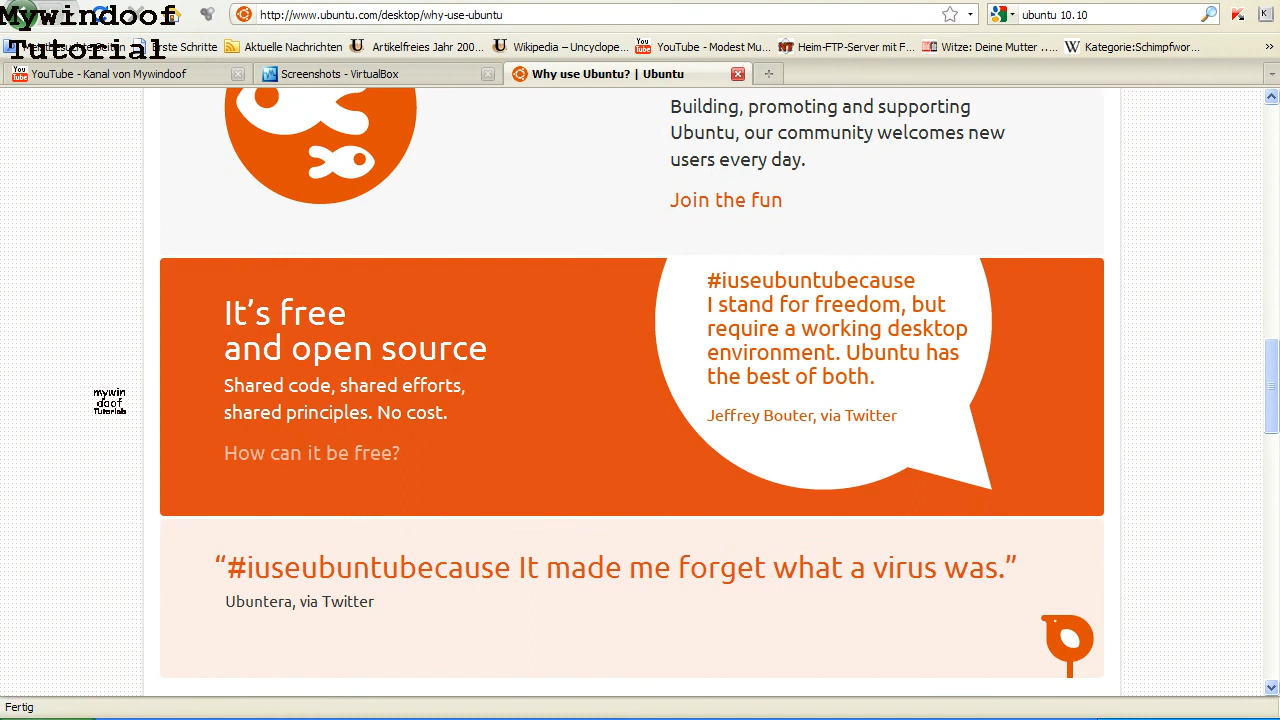 Mywindoof
Tutorial
http://www.ubuntu.com/desktop/why-use-ubuntu
ubuntu 10.10
Erste Schritte
Aktuelle Nachrichten
Artikelfreies Jahr 200...
Wikipedia – Uncyclope...
YouTube - Modest Mu...
Heim-FTP-Server mit F...
Witze: Deine Mutter ....
Kategorie:Schimpfwor...
YouTube - Kanal von Mywindoof
Screenshots - VirtualBox
Why use Ubuntu? | Ubuntu
Building, promoting and supporting
Ubuntu, our community welcomes new
users every day.
Join the fun
It's free
and open source
Shared code, shared efforts,
shared principles. No cost.
How can it be free?
#iuseubuntubecause
I stand for freedom, but
require a working desktop
environment. Ubuntu has
the best of both.
Jeffrey Bouter, via Twitter
mywin
doof
Tutorials
“#iuseubuntubecause It made me forget what a virus was.”
Ubuntera, via Twitter
Fertig